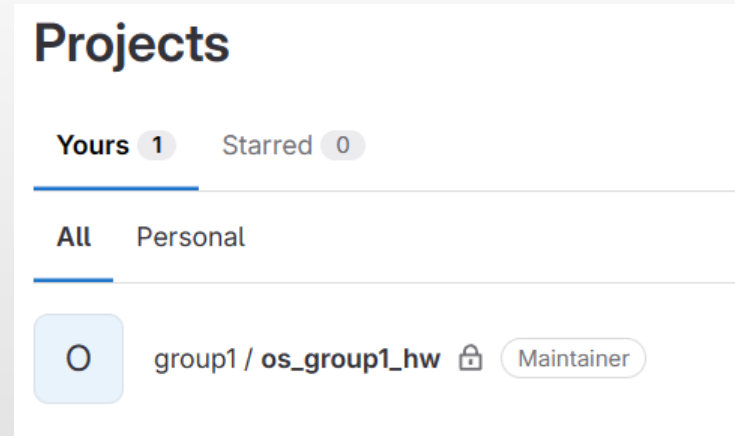 Projects
Yours 1 Starred 0
All Personal
O group1 / os_group1_hw Maintainer